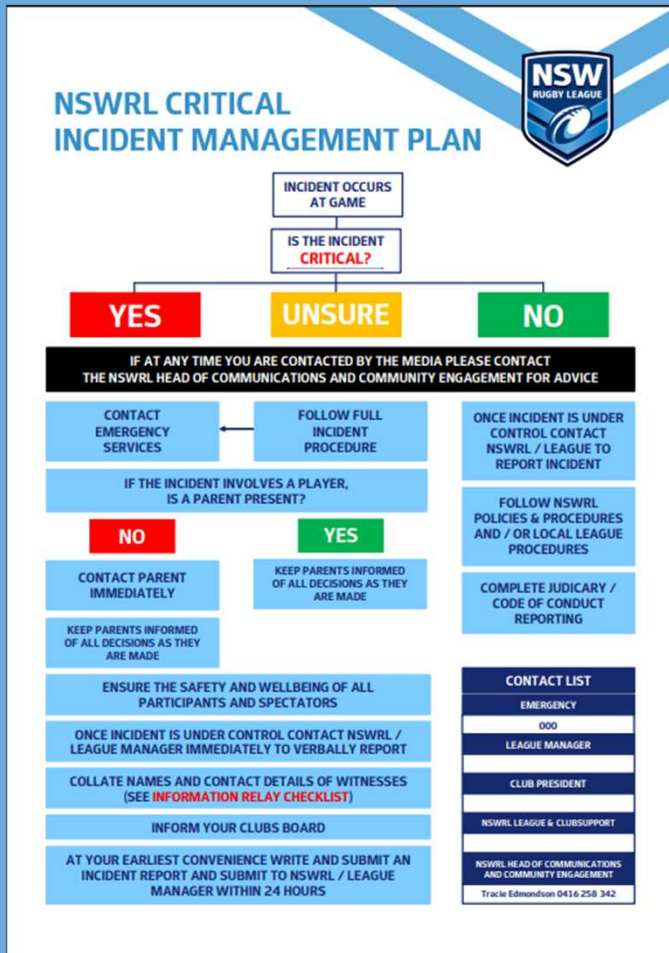 NSWRL CRITICAL
INCIDENT MANAGEMENT PLAN
NSW
RUGBY LEAGUE
INCIDENT OCCURS
AT GAME
IS THE INCIDENT
CRITICAL?
YES
UNSURE
NO
IF AT ANY TIME YOU ARE CONTACTED BY THE MEDIA PLEASE CONTACT
THE NSWRL HEAD OF COMMUNICATIONS AND COMMUNITY ENGAGEMENT FOR ADVICE
CONTACT
EMERGENCY
SERVICES
FOLLOW FULL
INCIDENT
PROCEDURE
IF THE INCIDENT INVOLVES A PLAYER,
IS A PARENT PRESENT?
NO
YES
CONTACT PARENT
IMMEDIATELY
KEEP PARENTS INFORMED
OF ALL DECISIONS AS THEY
ARE MADE
KEEP PARENTS INFORMED
OF ALL DECISIONS AS THEY
ARE MADE
ENSURE THE SAFETY AND WELLBEING OF ALL
PARTICIPANTS AND SPECTATORS
ONCE INCIDENT IS UNDER CONTROL CONTACT NSWRL /
LEAGUE MANAGER IMMEDIATELY TO VERBALLY REPORT
COLLATE NAMES AND CONTACT DETAILS OF WITNESSES
(SEE INFORMATION RELAY CHECKLIST)
INFORM YOUR CLUBS BOARD
AT YOUR EARLIEST CONVENIENCE WRITE AND SUBMIT AN
INCIDENT REPORT AND SUBMIT TO NSWRL / LEAGUE
MANAGER WITHIN 24 HOURS
ONCE INCIDENT IS UNDER
CONTROL CONTACT
NSWRL / LEAGUE TO
REPORT INCIDENT
FOLLOW NSWRL
POLICIES & PROCEDURES
AND / OR LOCAL LEAGUE
PROCEDURES
COMPLETE JUDICARY /
CODE OF CONDUCT
REPORTING
CONTACT LIST
EMERGENCY
000
LEAGUE MANAGER
CLUB PRESIDENT
NSWRL LEAGUE & CLUBSUPPORT
NSWRL HEAD OF COMMUNICATIONS
AND COMMUNITY ENGAGEMENT
Tracie Edmondson 0416 258 342